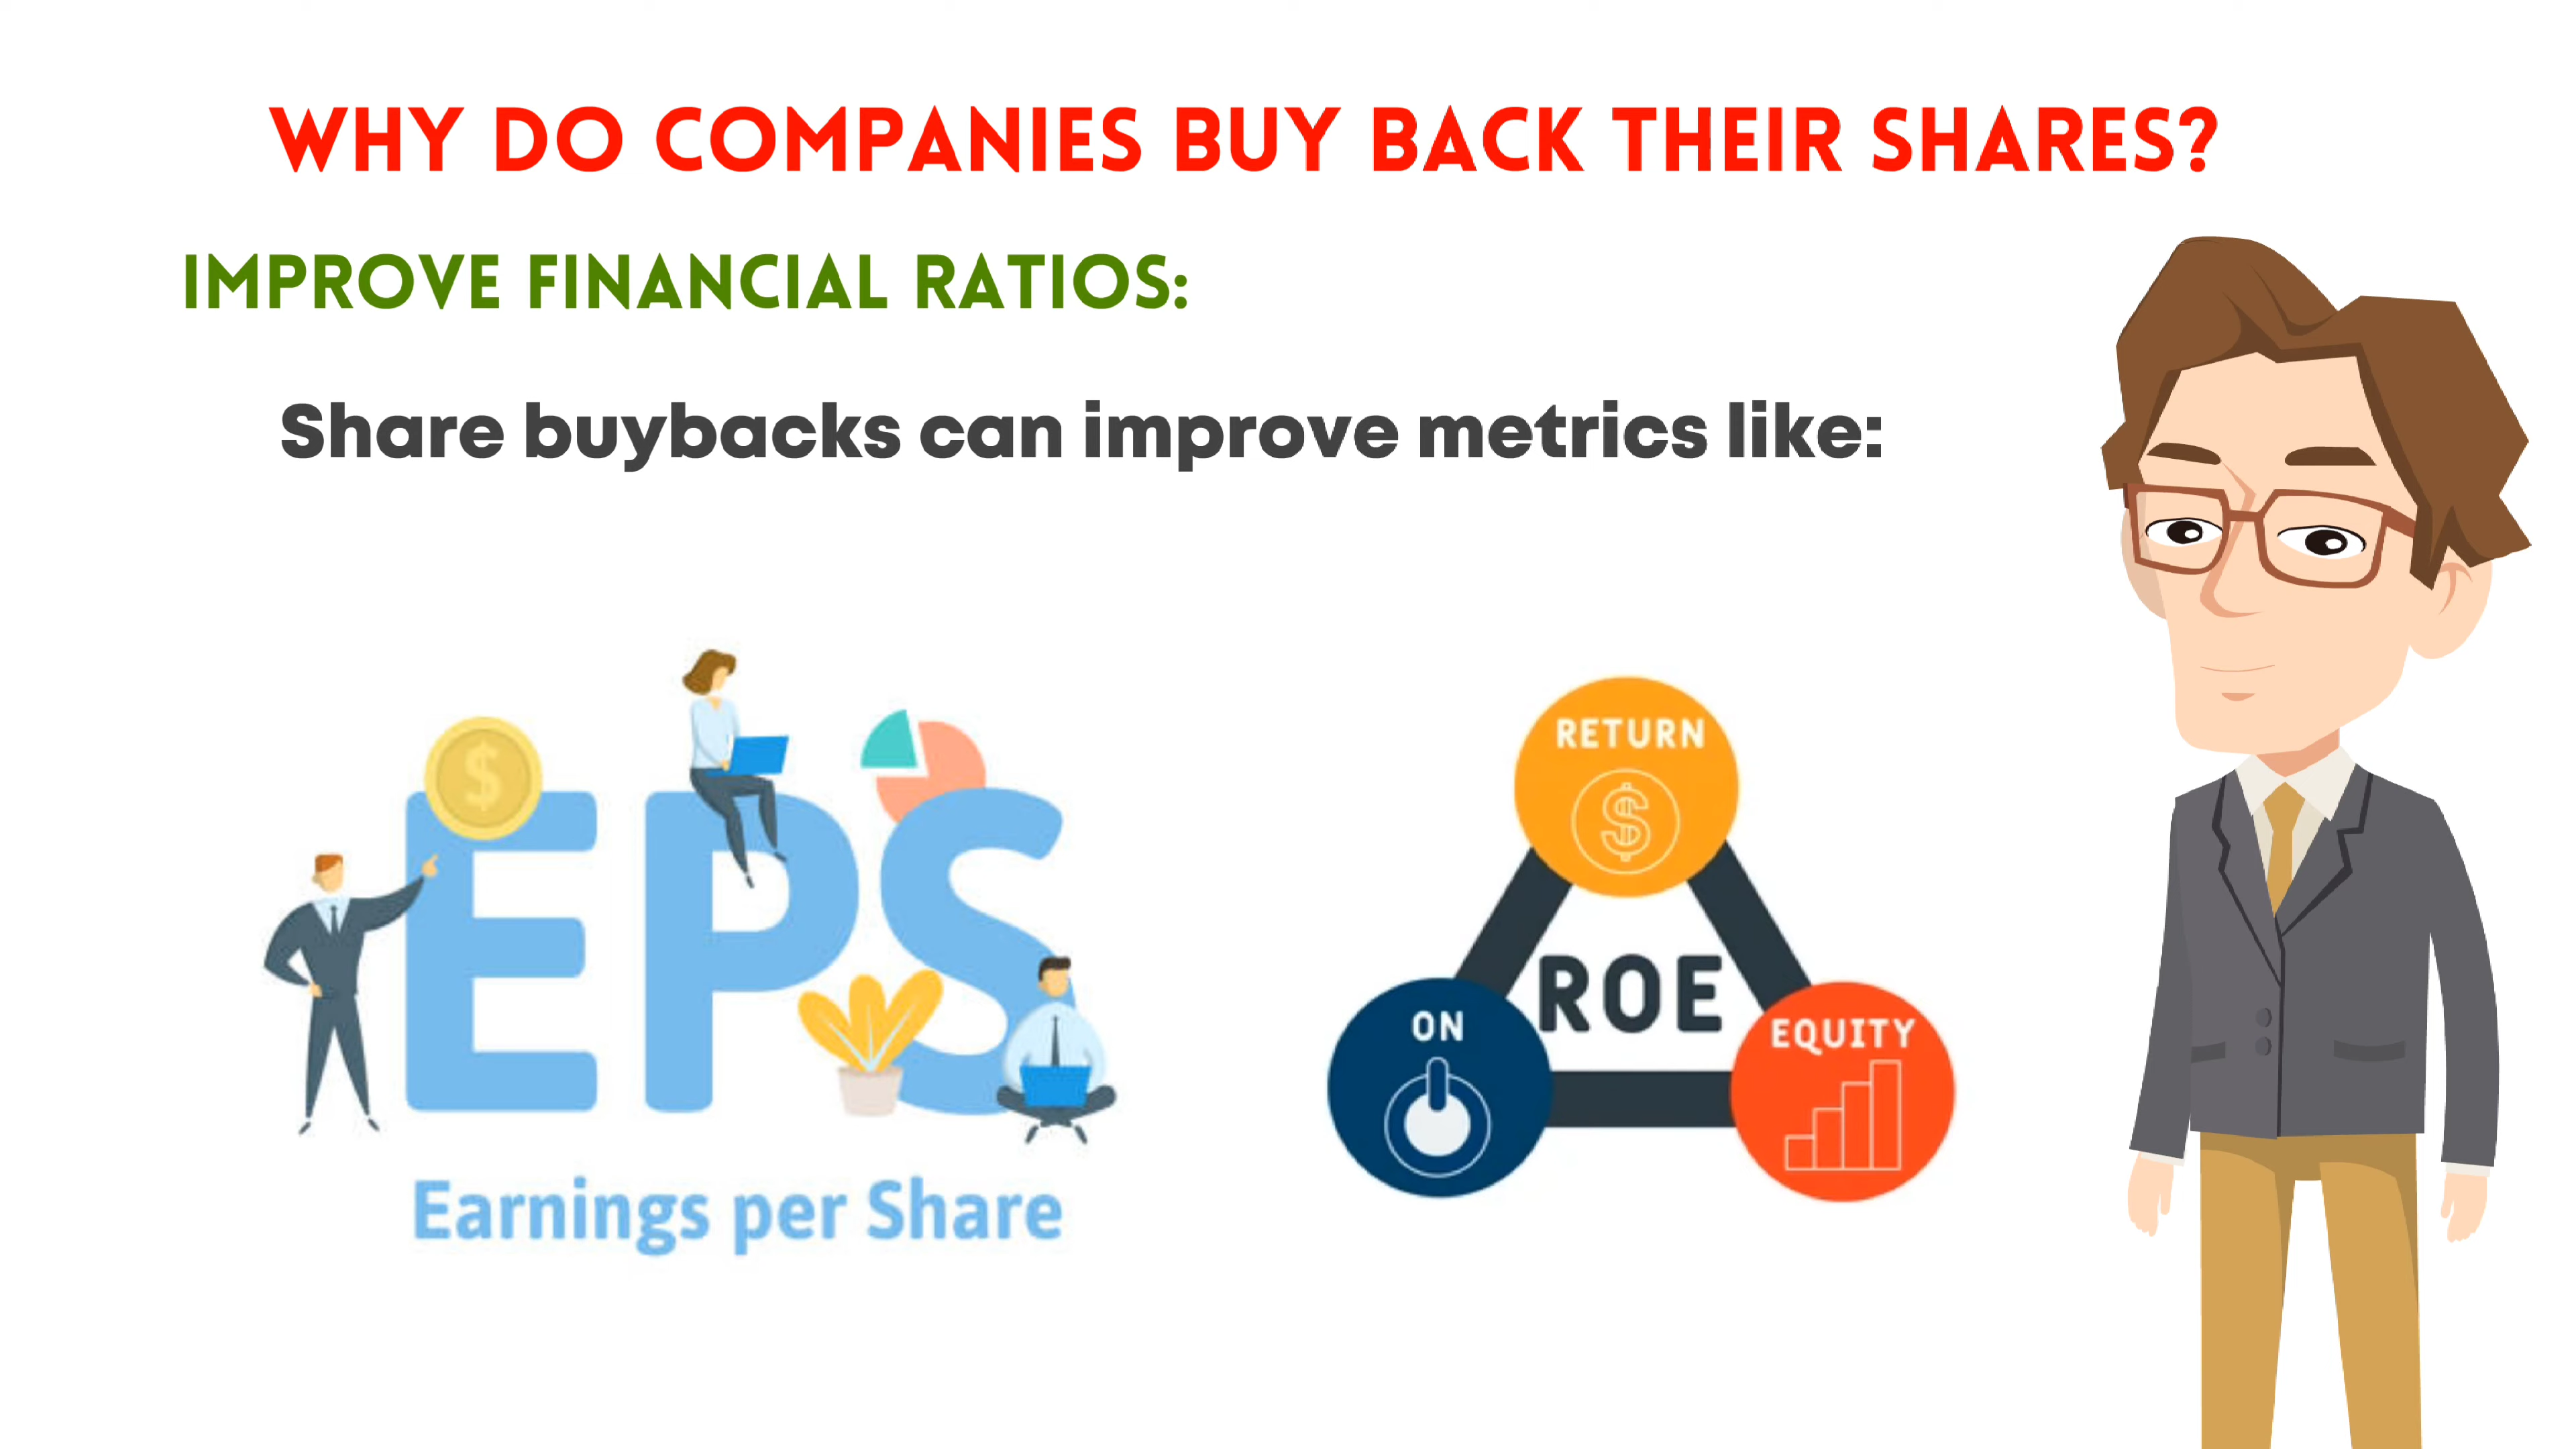 WHY DO COMPANIES BUY BACK THEIR SHARES?
IMPROVE FINANCIAL RATIOS:
Share buybacks can improve metrics like:
EPS
Earnings per Share
RETURN
ROE
ON
EQUITY